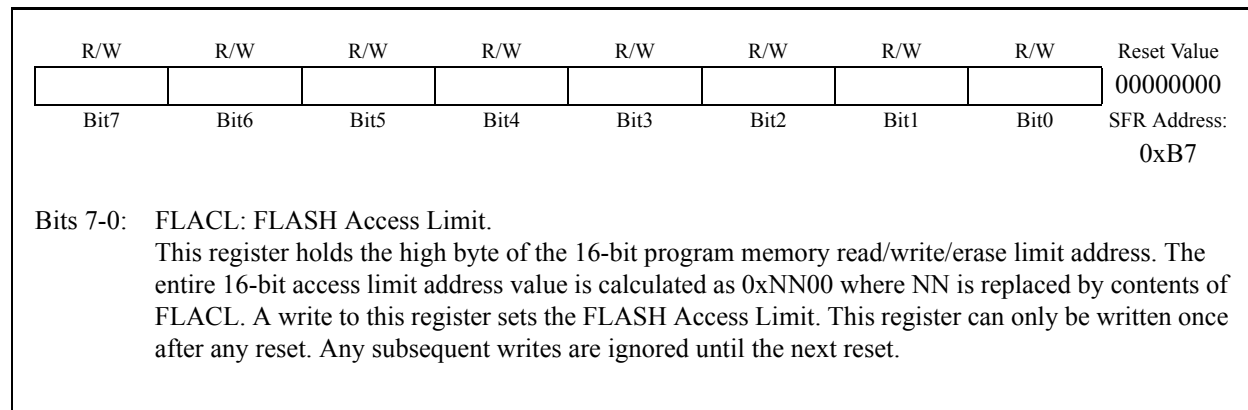 R/W R/W R/W R/W R/W R/W R/W R/W Reset Value
00000000
Bit7 Bit6 Bit5 Bit4 Bit3 Bit2 Bit1 Bit0 SFR Address:
0xB7
Bits 7-0: FLACL: FLASH Access Limit.
This register holds the high byte of the 16-bit program memory read/write/erase limit address. The
entire 16-bit access limit address value is calculated as 0xNN00 where NN is replaced by contents of
FLACL. A write to this register sets the FLASH Access Limit. This register can only be written once
after any reset. Any subsequent writes are ignored until the next reset.